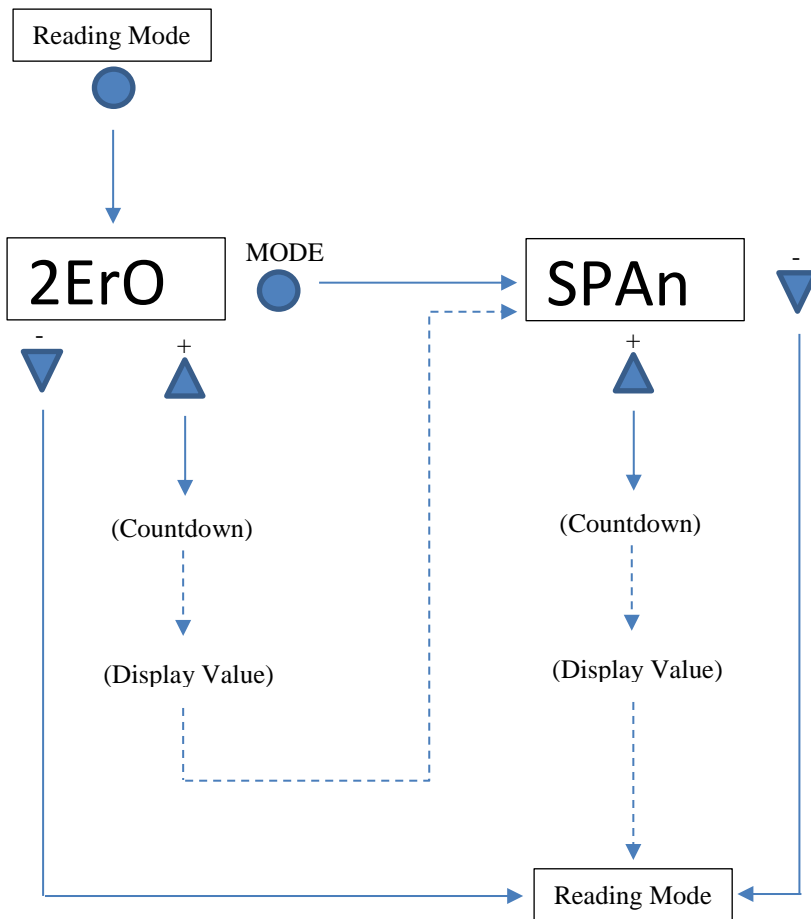 Reading Mode
MODE
2ErO
SPAn
-
-
+
+
(Countdown)
(Countdown)
(Display Value)
(Display Value)
Reading Mode